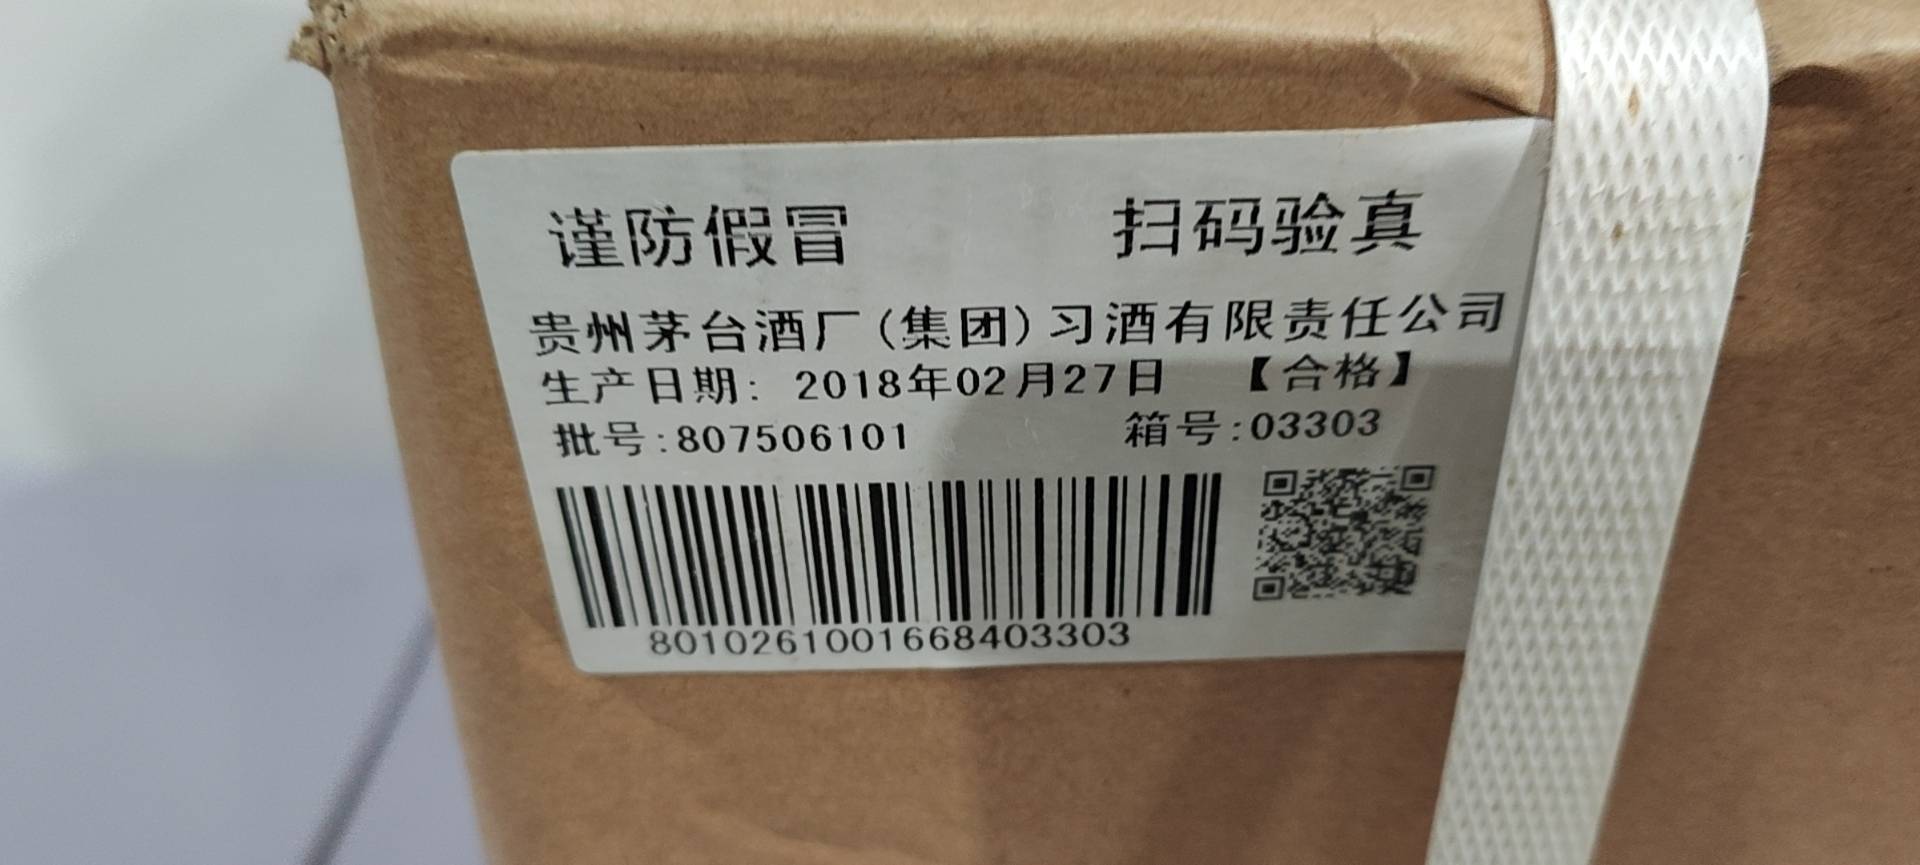 谨防假冒 扫码验真
贵州茅台酒厂(集团)习酒有限责任公司
生产日期: 2018年02月27日 【合格】
批号:807506101 箱号:03303
8010261001668403303